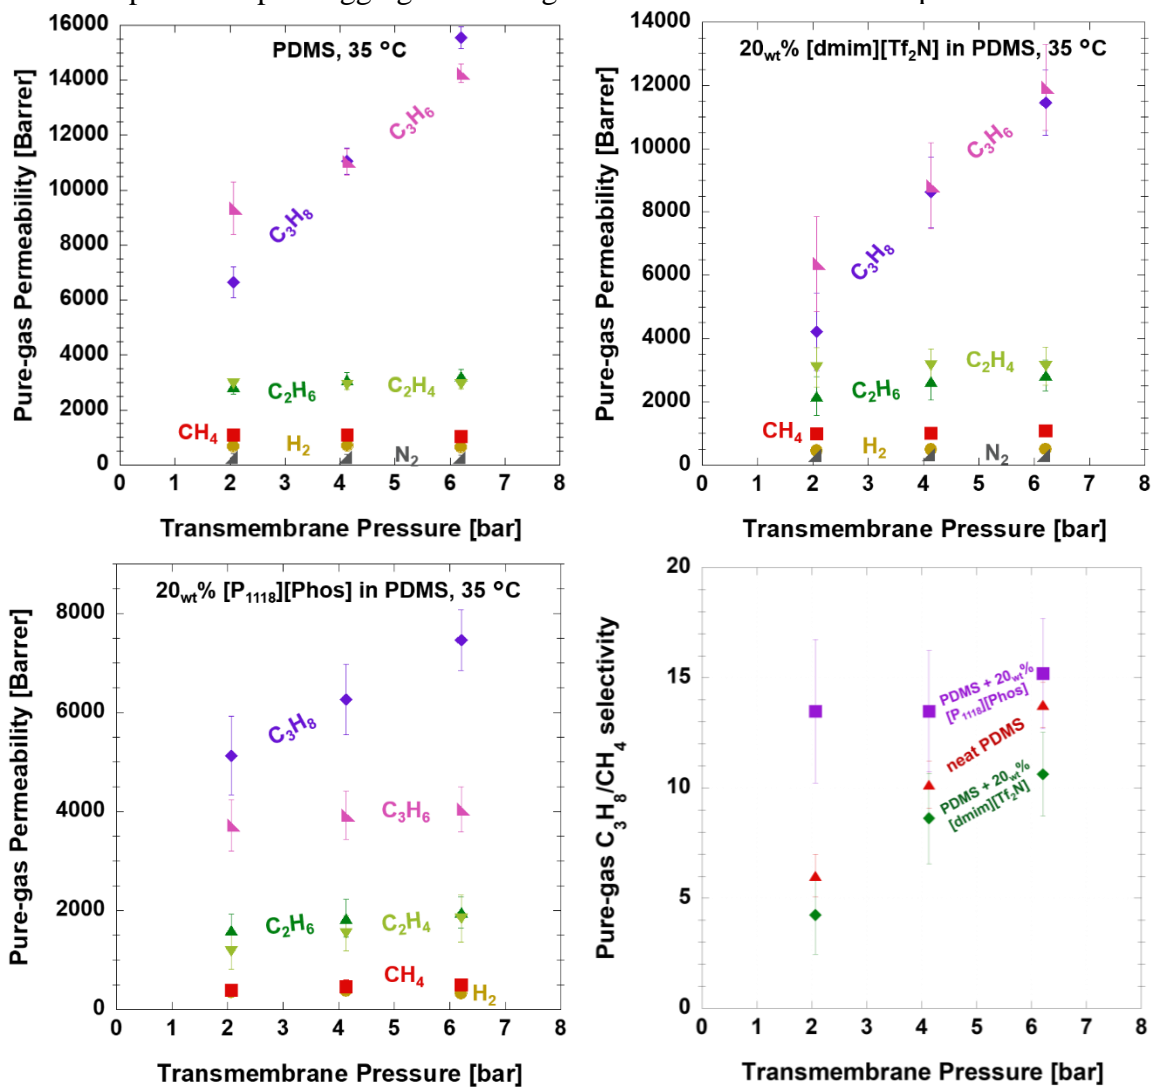 PDMS, 35 °C
Pure-gas Permeability [Barrer]
16000
14000
12000
10000
8000
6000
4000
2000
0
C₃H₆
C₃H₈
C₂H₆
C₂H₄
CH₄
H₂
N₂
0 1 2 3 4 5 6 7 8
Transmembrane Pressure [bar]
20wt% [dmim][Tf₂N] in PDMS, 35 °C
Pure-gas Permeability [Barrer]
14000
12000
10000
8000
6000
4000
2000
0
C₃H₆
C₃H₈
C₂H₄
C₂H₆
CH₄
H₂
N₂
0 1 2 3 4 5 6 7 8
Transmembrane Pressure [bar]
20wt% [P₁₁₁₈][Phos] in PDMS, 35 °C
Pure-gas Permeability [Barrer]
8000
6000
4000
2000
0
C₃H₈
C₃H₆
C₂H₆
C₂H₄
CH₄
H₂
0 1 2 3 4 5 6 7 8
Transmembrane Pressure [bar]
Pure-gas C₃H₈/CH₄ selectivity
20
15
10
5
0
PDMS + 20wt%
[P₁₁₁₈][Phos]
neat PDMS
PDMS + 20wt%
[dmim][Tf₂N]
0 1 2 3 4 5 6 7 8
Transmembrane Pressure [bar]